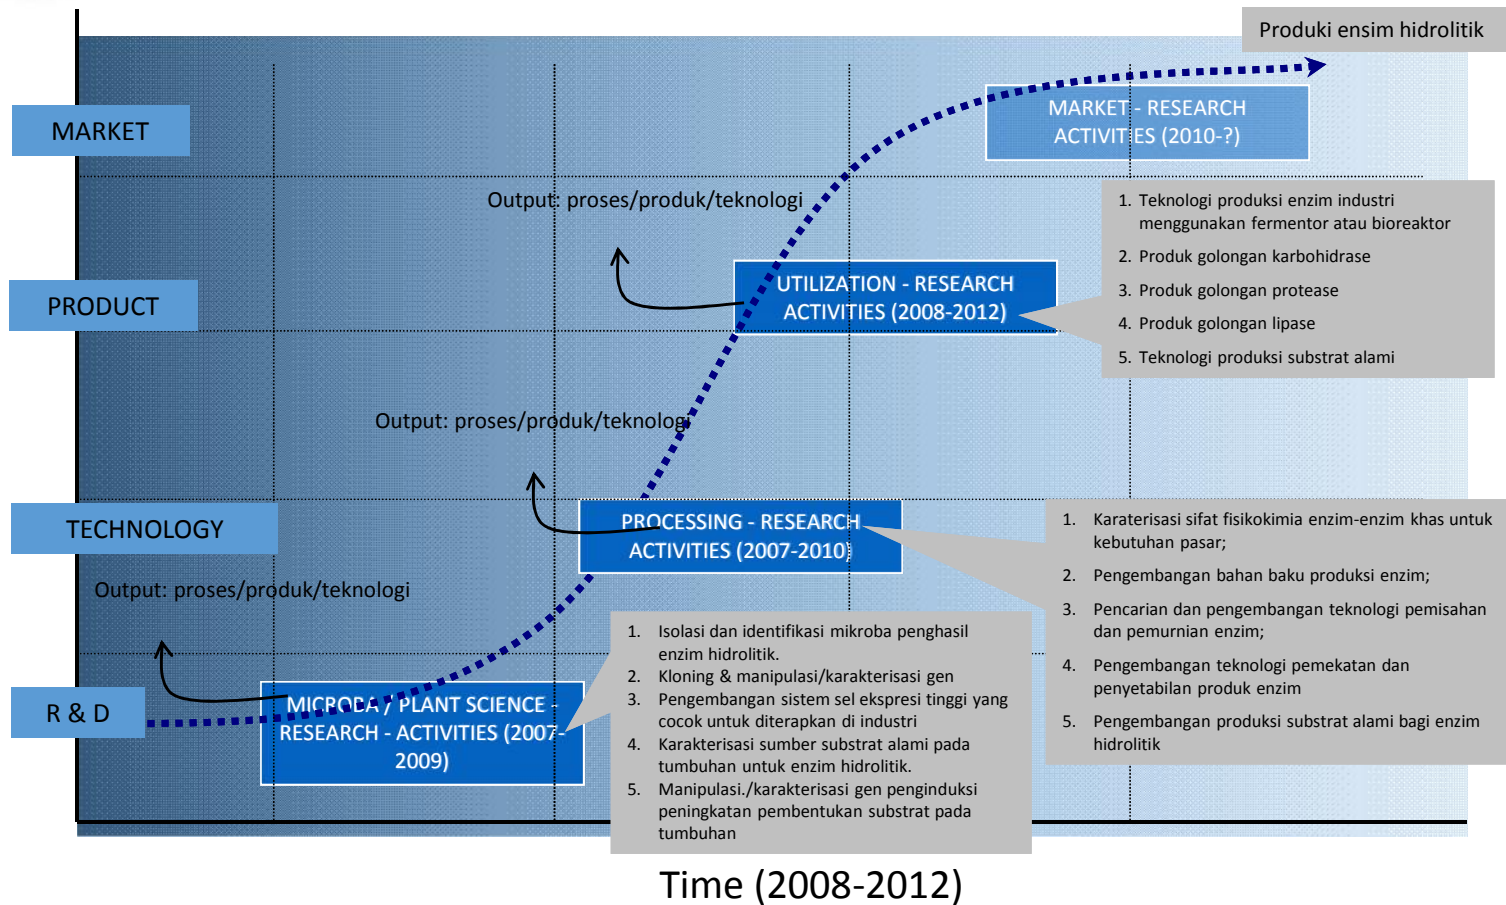 Produki ensim hidrolitik
MARKET
MARKET - RESEARCH
ACTIVITIES (2010-?)
Output: proses/produk/teknologi
1. Teknologi produksi enzim industri
menggunakan fermentor atau bioreaktor
2. Produk golongan karbohidrase
3. Produk golongan protease
4. Produk golongan lipase
5. Teknologi produksi substrat alami
PRODUCT
UTILIZATION - RESEARCH
ACTIVITIES (2008-2012)
Output: proses/produk/teknologi
TECHNOLOGY
PROCESSING - RESEARCH
ACTIVITIES (2007-2010)
1. Karaterisasi sifat fisikokimia enzim-enzim khas untuk
kebutuhan pasar;
2. Pengembangan bahan baku produksi enzim;
3. Pencarian dan pengembangan teknologi pemisahan
dan pemurnian enzim;
4. Pengembangan teknologi pemekatan dan
penyetabilan produk enzim
5. Pengembangan produksi substrat alami bagi enzim
hidrolitik
Output: proses/produk/teknologi
R & D
MICROBA / PLANT SCIENCE -
RESEARCH - ACTIVITIES (2007-
2009)
1. Isolasi dan identifikasi mikroba penghasil
enzim hidrolitik.
2. Kloning & manipulasi/karakterisasi gen
3. Pengembangan sistem sel ekspresi tinggi yang
cocok untuk diterapkan di industri
4. Karakterisasi sumber substrat alami pada
tumbuhan untuk enzim hidrolitik.
5. Manipulasi./karakterisasi gen penginduksi
peningkatan pembentukan substrat pada
tumbuhan
Time (2008-2012)